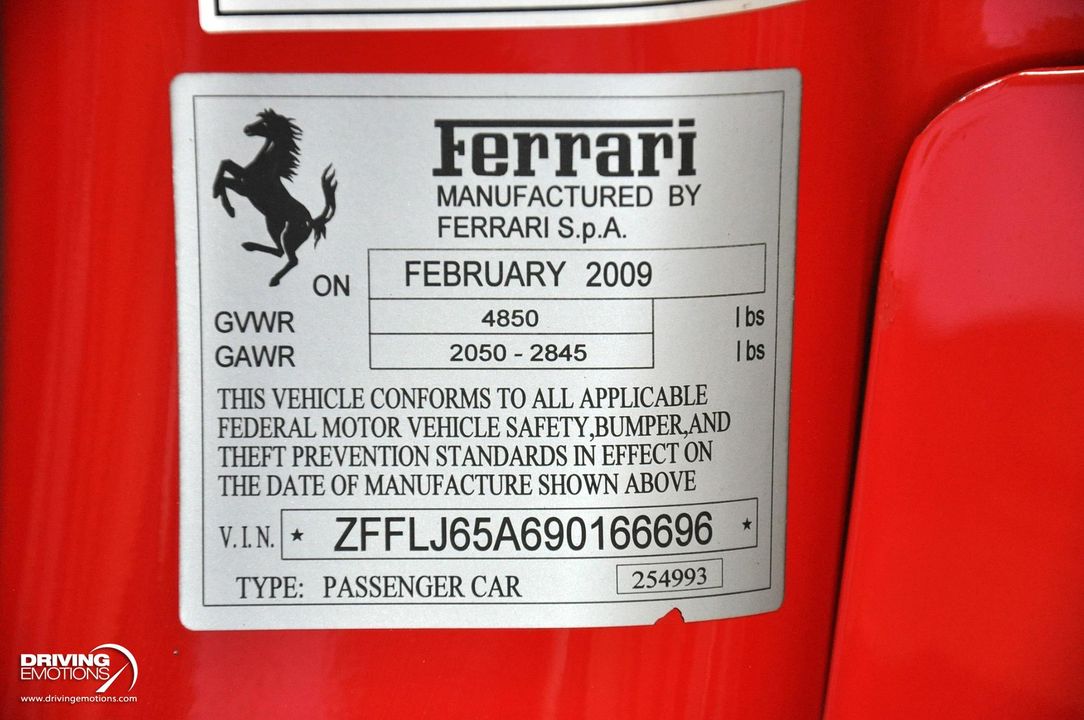 Ferrari
MANUFACTURED BY
FERRARI S.p.A.
ON FEBRUARY 2009
GVWR 4850 lbs
GAWR 2050 - 2845 lbs
THIS VEHICLE CONFORMS TO ALL APPLICABLE
FEDERAL MOTOR VEHICLE SAFETY,BUMPER,AND
THEFT PREVENTION STANDARDS IN EFFECT ON
THE DATE OF MANUFACTURE SHOWN ABOVE
V.I.N. ★ ZFFLJ65A690166696 ★
TYPE: PASSENGER CAR 254993
DRIVING
EMOTIONS
www.drivingemotions.com